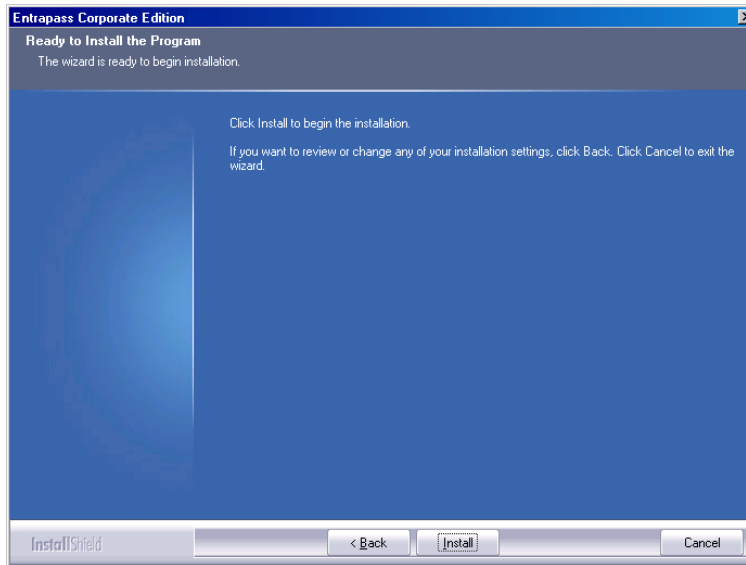 Entrapass Corporate Edition
Ready to Install the Program
The wizard is ready to begin installation.
Click Install to begin the installation.
If you want to review or change any of your installation settings, click Back. Click Cancel to exit the
wizard.
InstallShield
< Back Install Cancel